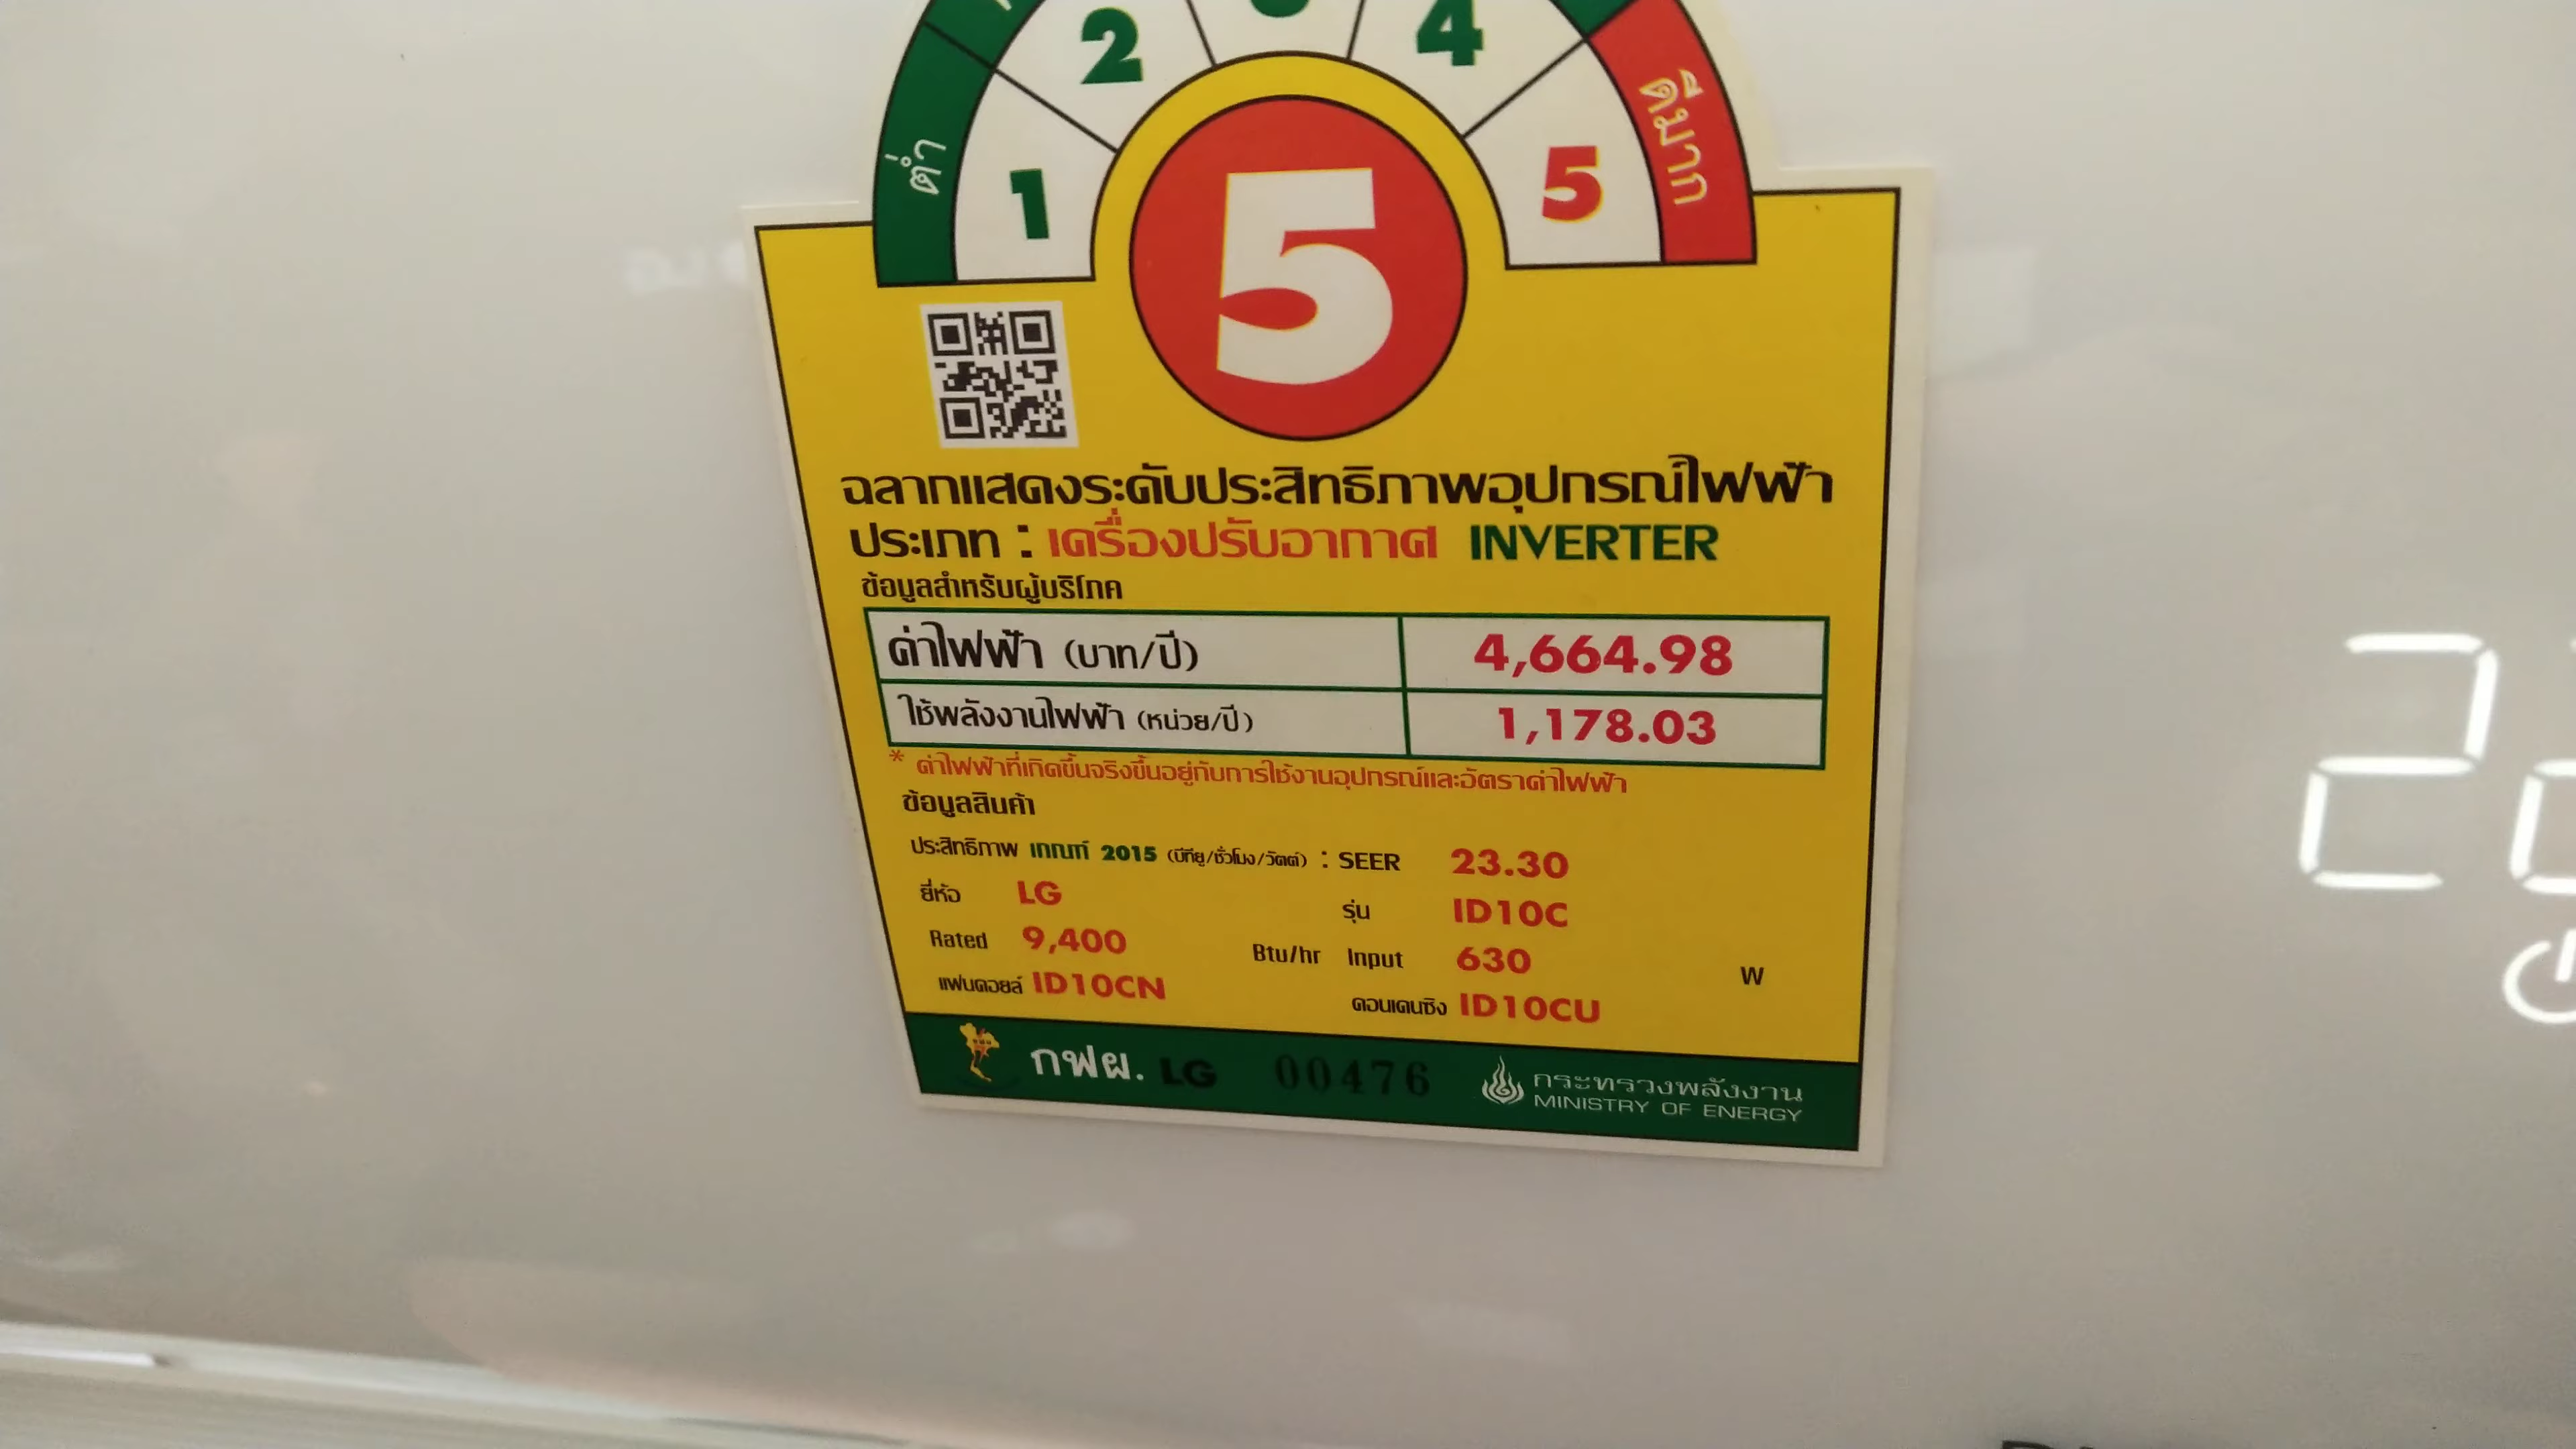 2 3 4
ต่ำ 1 5 5 ดีมาก
ฉลากแสดงระดับประสิทธิภาพอุปกรณ์ไฟฟ้า
ประเภท : เครื่องปรับอากาศ INVERTER
ข้อมูลสำหรับผู้บริโภค
ค่าไฟฟ้า (บาท/ปี) 4,664.98
ใช้พลังงานไฟฟ้า (หน่วย/ปี) 1,178.03
* ค่าไฟฟ้าที่เกิดขึ้นจริงขึ้นอยู่กับการใช้งานอุปกรณ์และอัตราค่าไฟฟ้า
ข้อมูลสินค้า
ประสิทธิภาพ เกณฑ์ 2015 (บีทียู/ชั่วโมง/วัตต์) : SEER 23.30
ยี่ห้อ LG รุ่น ID10C
Rated 9,400 Btu/hr Input 630 W
แฟนคอยล์ ID10CN คอนเดนซิง ID10CU
กฟผ. LG 00476 กระทรวงพลังงาน
MINISTRY OF ENERGY